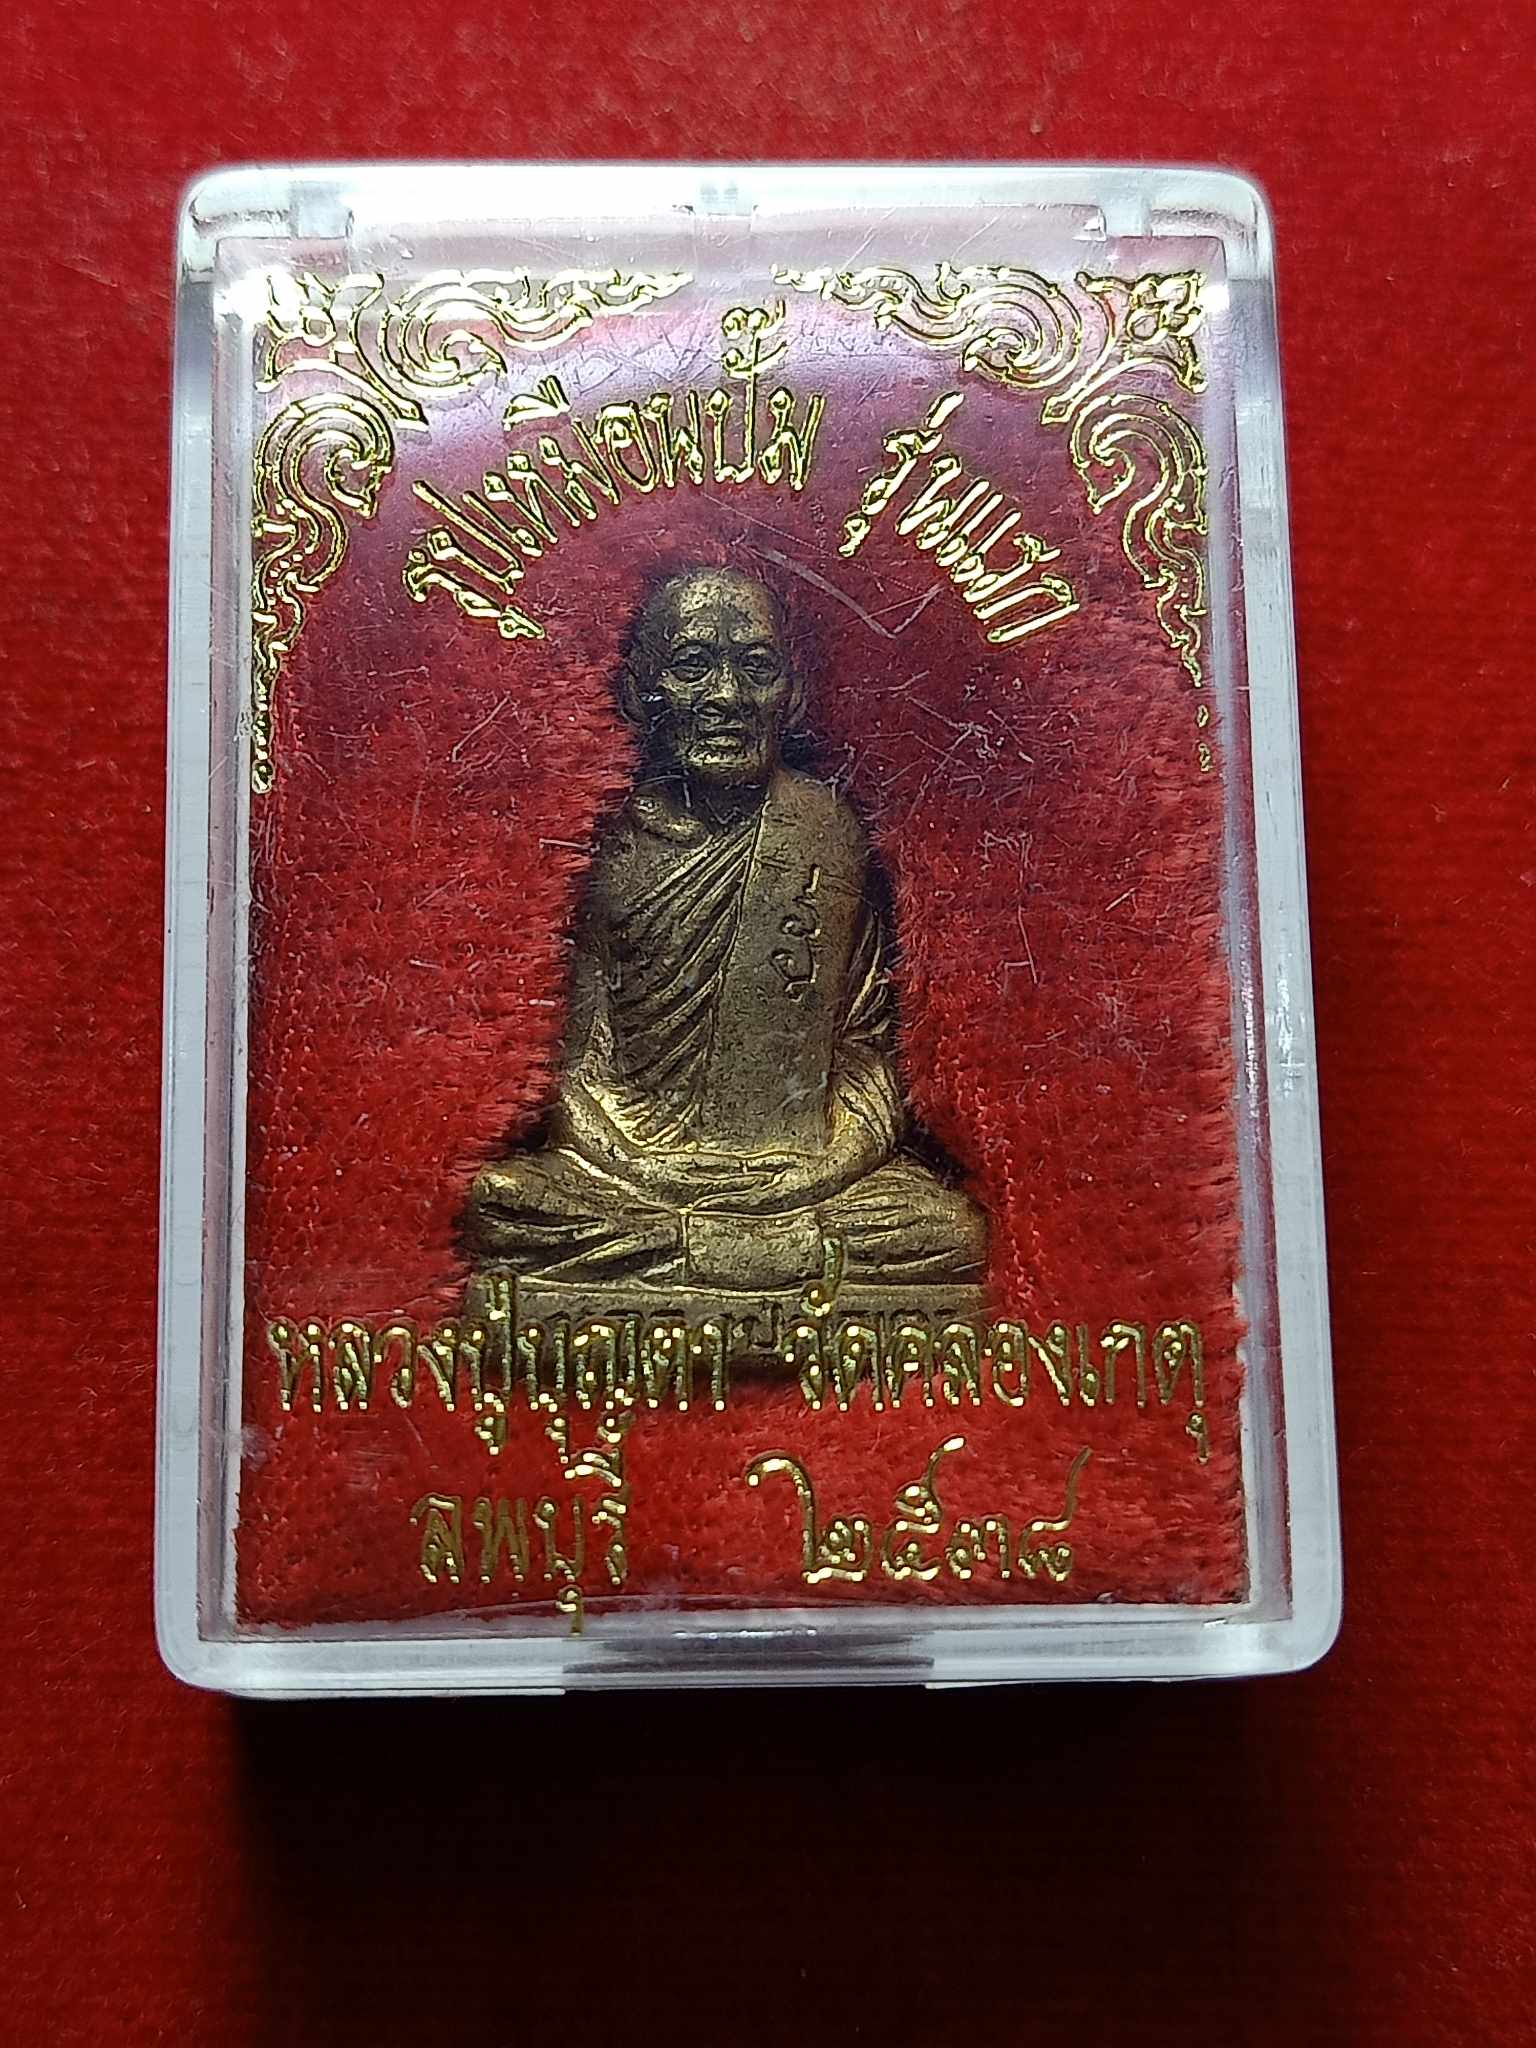 รูปเหมือนปั๊ม รุ่นแรก
หลวงปู่บุญตา วัดคลองเกตุ
ลพบุรี ๒๕๓๘